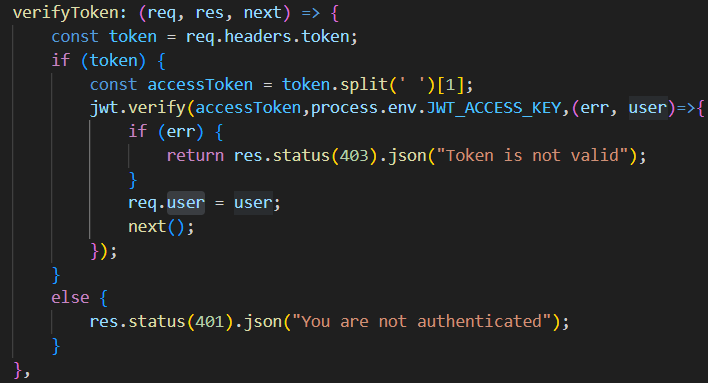 verifyToken: (req, res, next) => {
    const token = req.headers.token;
    if (token) {
        const accessToken = token.split(' ')[1];
        jwt.verify(accessToken,process.env.JWT_ACCESS_KEY,(err, user)=>{
            if (err) {
                return res.status(403).json("Token is not valid");
            }
            req.user = user;
            next();
        });
    }
    else {
        res.status(401).json("You are not authenticated");
    }
},